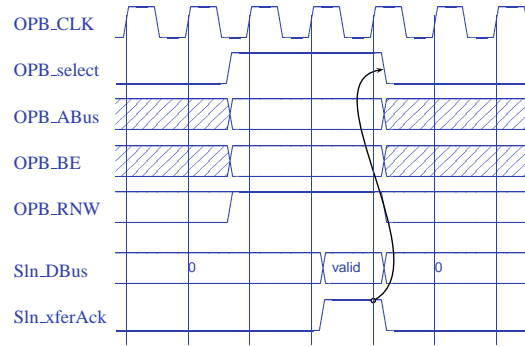 OPB_CLK
OPB_select
OPB_ABus
OPB_BE
OPB_RNW
Sln_DBus 0 valid 0
Sln_xferAck